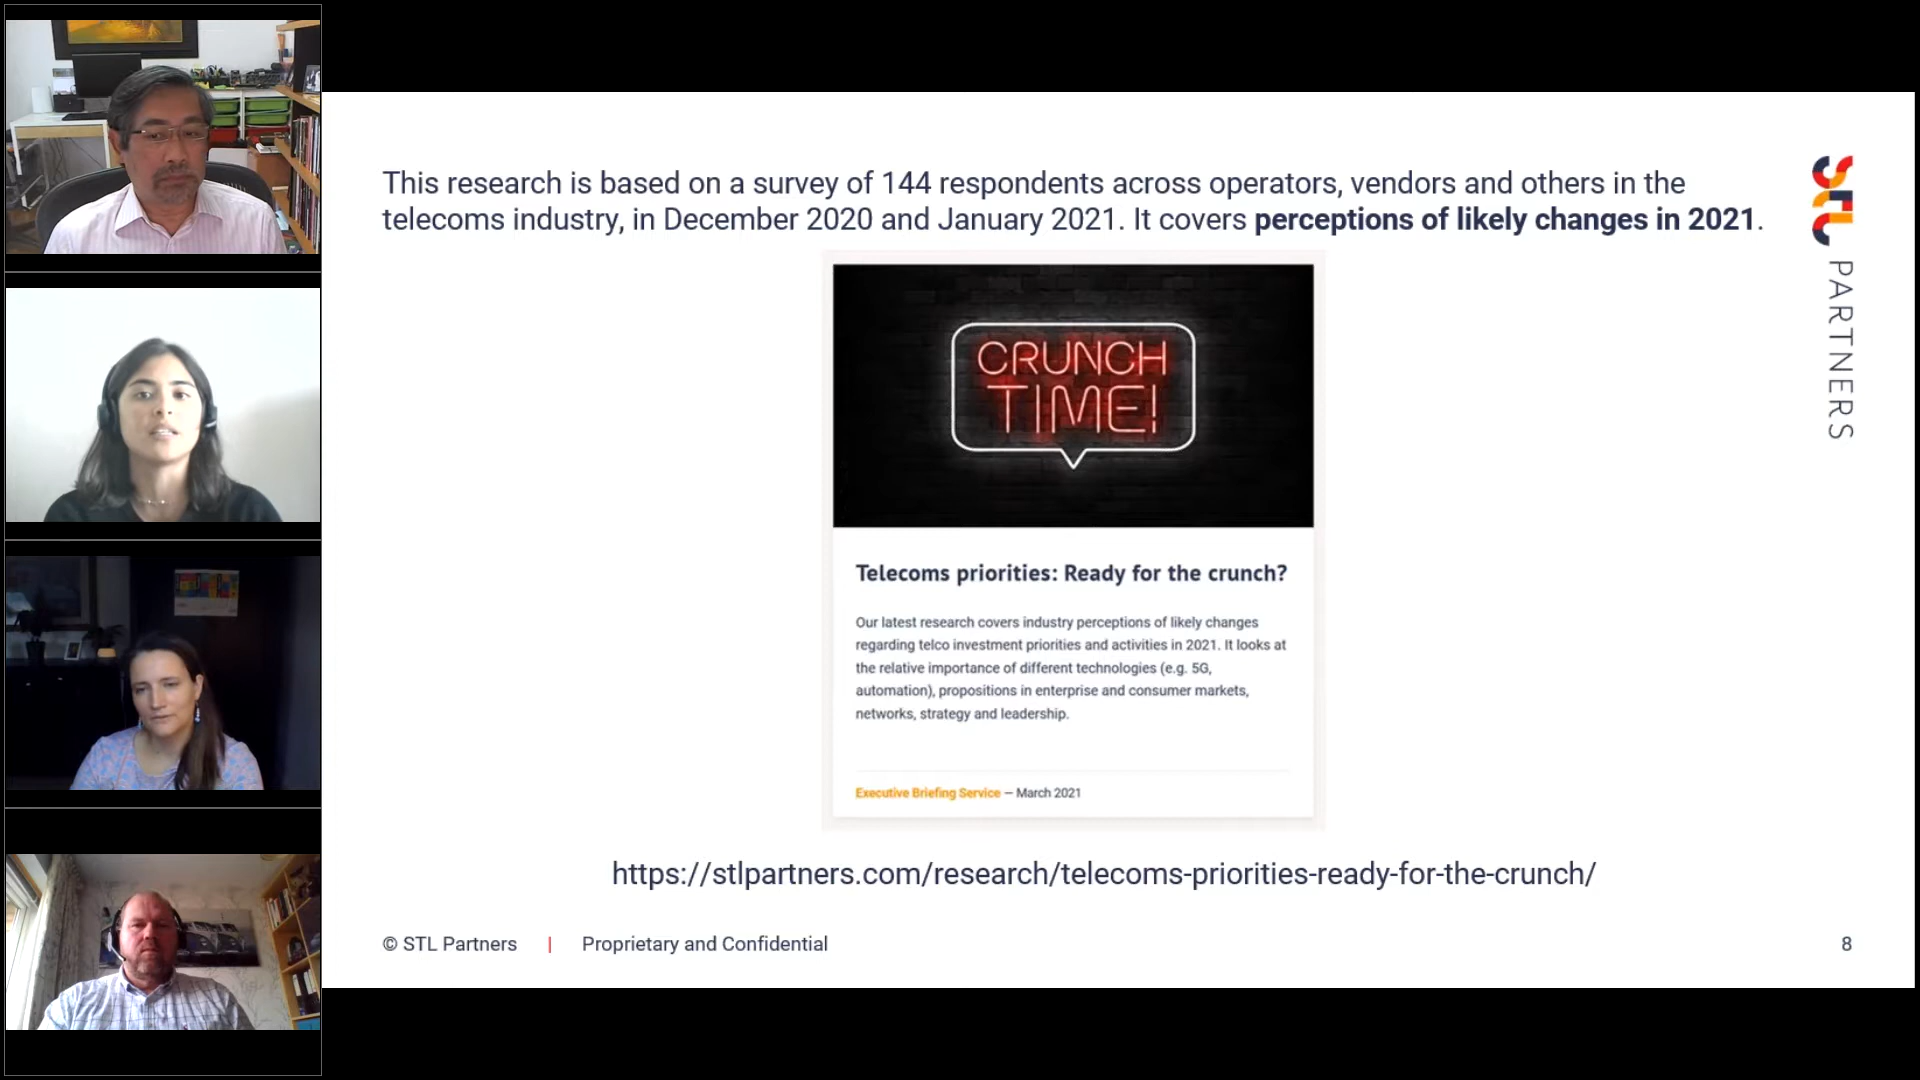 This research is based on a survey of 144 respondents across operators, vendors and others in the
telecoms industry, in December 2020 and January 2021. It covers perceptions of likely changes in 2021.
STL PARTNERS
CRUNCH
TIME!
Telecoms priorities: Ready for the crunch?
Our latest research covers industry perceptions of likely changes
regarding telco investment priorities and activities in 2021. It looks at
the relative importance of different technologies (e.g. 5G,
automation), propositions in enterprise and consumer markets,
networks, strategy and leadership.
Executive Briefing Service – March 2021
https://stlpartners.com/research/telecoms-priorities-ready-for-the-crunch/
© STL Partners | Proprietary and Confidential 8